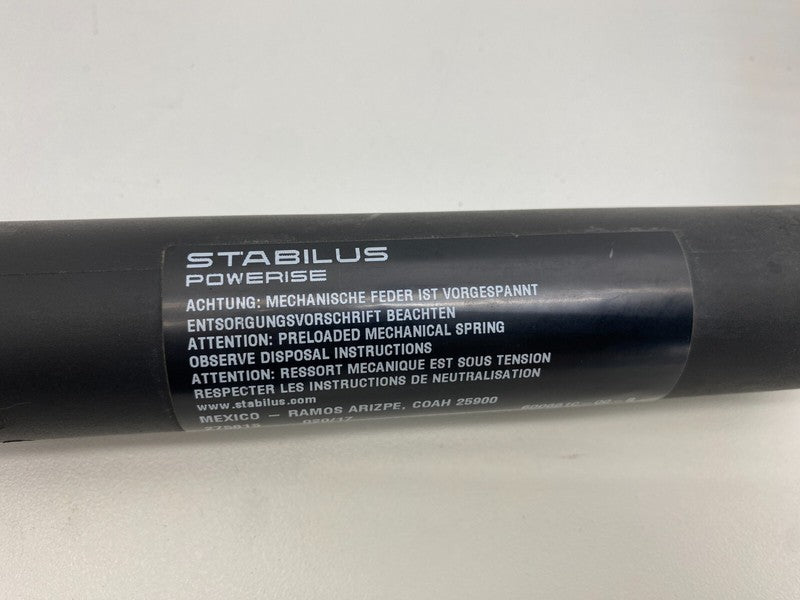 STABILUS
POWERISE
ACHTUNG: MECHANISCHE FEDER IST VORGESPANNT
ENTSORGUNGSVORSCHRIFT BEACHTEN
ATTENTION: PRELOADED MECHANICAL SPRING
OBSERVE DISPOSAL INSTRUCTIONS
ATTENTION: RESSORT MECANIQUE EST SOUS TENSION
RESPECTER LES INSTRUCTIONS DE NEUTRALISATION
www.stabilus.com
MEXICO — RAMOS ARIZPE, COAH 25900